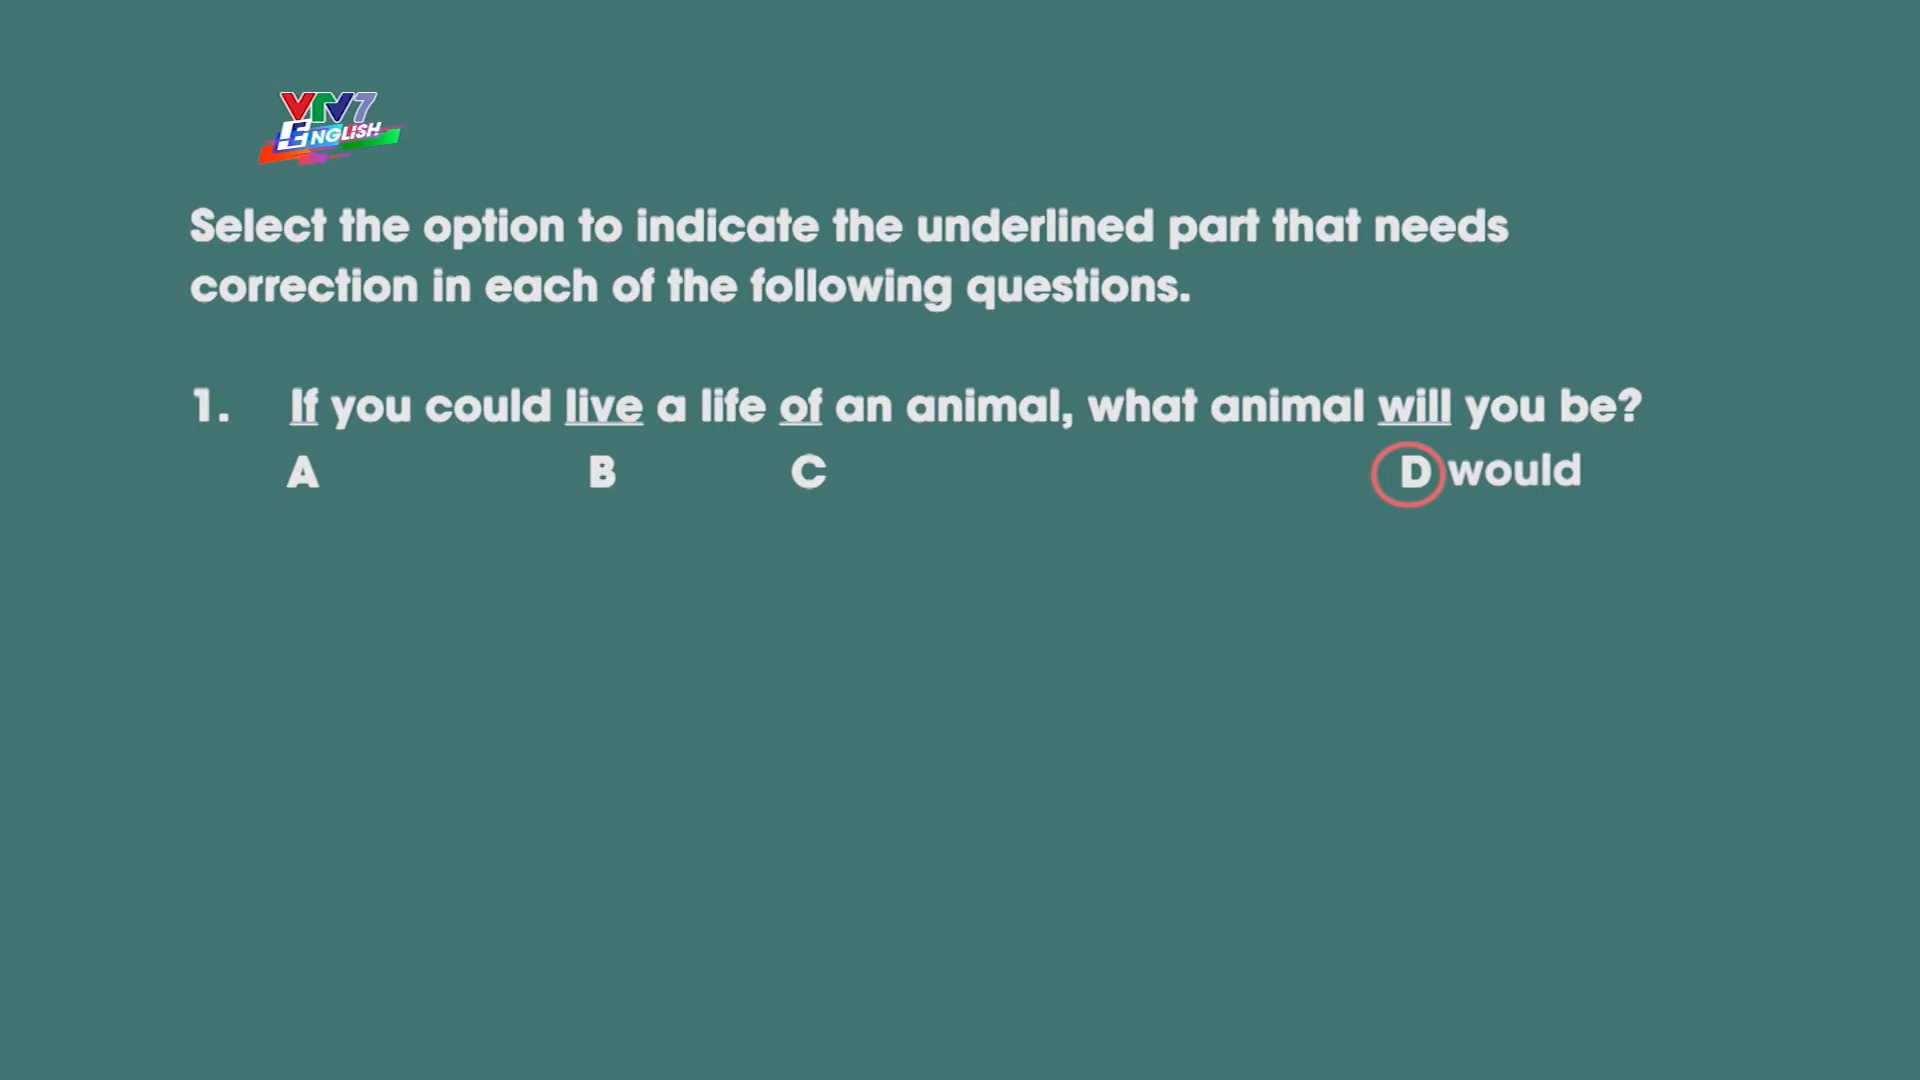 VTV7
ENGLISH
Select the option to indicate the underlined part that needs
correction in each of the following questions.
1. If you could live a life of an animal, what animal will you be?
A B C D would